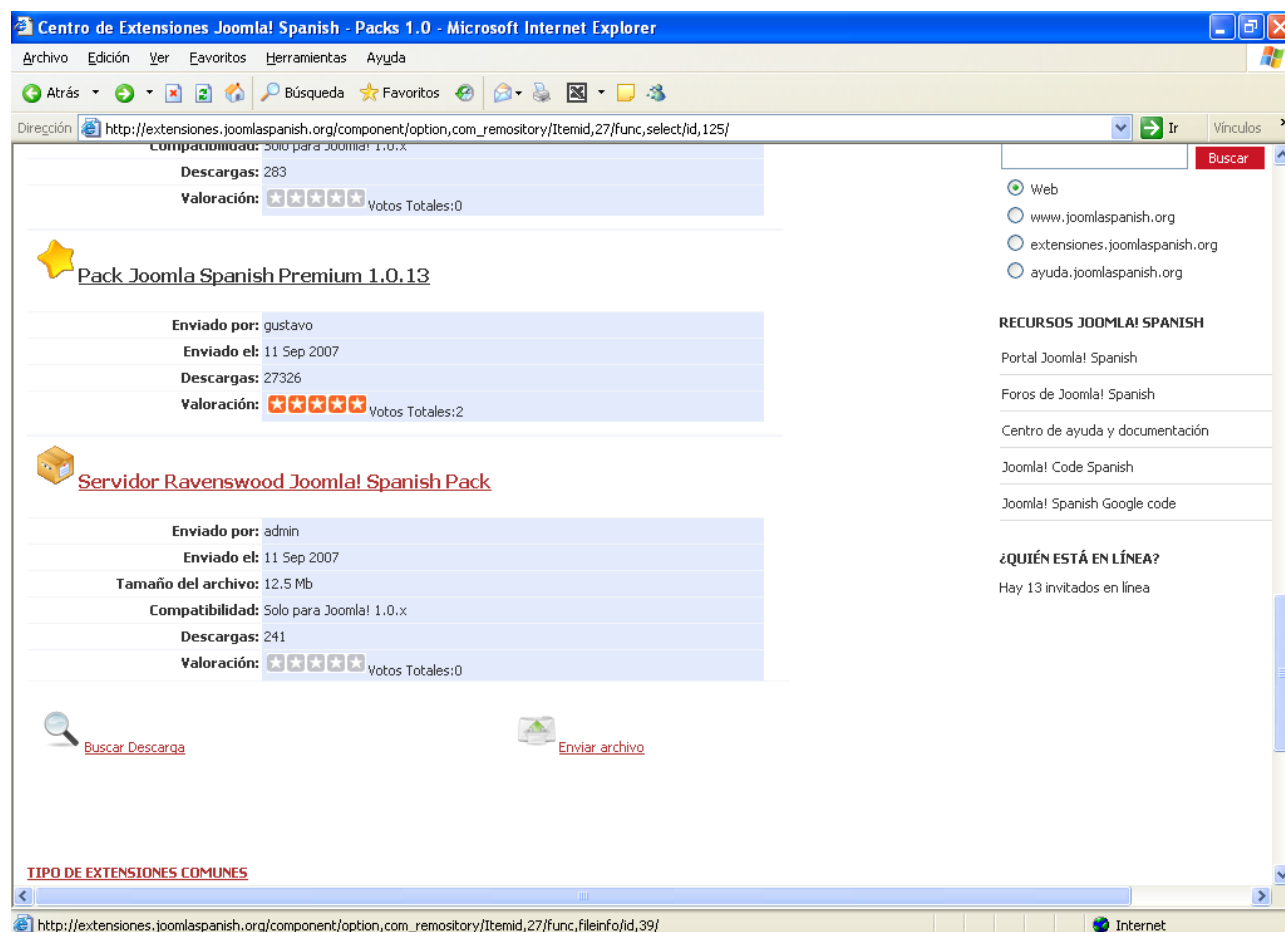 Centro de Extensiones Joomla! Spanish - Packs 1.0 - Microsoft Internet Explorer
Archivo Edición Ver Favoritos Herramientas Ayuda
Atrás Búsqueda Favoritos
Dirección http://extensiones.joomlaspanish.org/component/option,com_remository/Itemid,27/func,select/id,125/ Ir Vínculos
Compatibilidad: Solo para Joomla! 1.0.x
Descargas: 283
Valoración: Votos Totales:0
Pack Joomla Spanish Premium 1.0.13
Enviado por: gustavo
Enviado el: 11 Sep 2007
Descargas: 27326
Valoración: Votos Totales:2
Servidor Ravenswood Joomla! Spanish Pack
Enviado por: admin
Enviado el: 11 Sep 2007
Tamaño del archivo: 12.5 Mb
Compatibilidad: Solo para Joomla! 1.0.x
Descargas: 241
Valoración: Votos Totales:0
Buscar Descarga Enviar archivo
TIPO DE EXTENSIONES COMUNES
Buscar
Web
www.joomlaspanish.org
extensiones.joomlaspanish.org
ayuda.joomlaspanish.org
RECURSOS JOOMLA! SPANISH
Portal Joomla! Spanish
Foros de Joomla! Spanish
Centro de ayuda y documentación
Joomla! Code Spanish
Joomla! Spanish Google code
¿QUIÉN ESTÁ EN LÍNEA?
Hay 13 invitados en línea
http://extensiones.joomlaspanish.org/component/option,com_remository/Itemid,27/func,fileinfo/id,39/ Internet